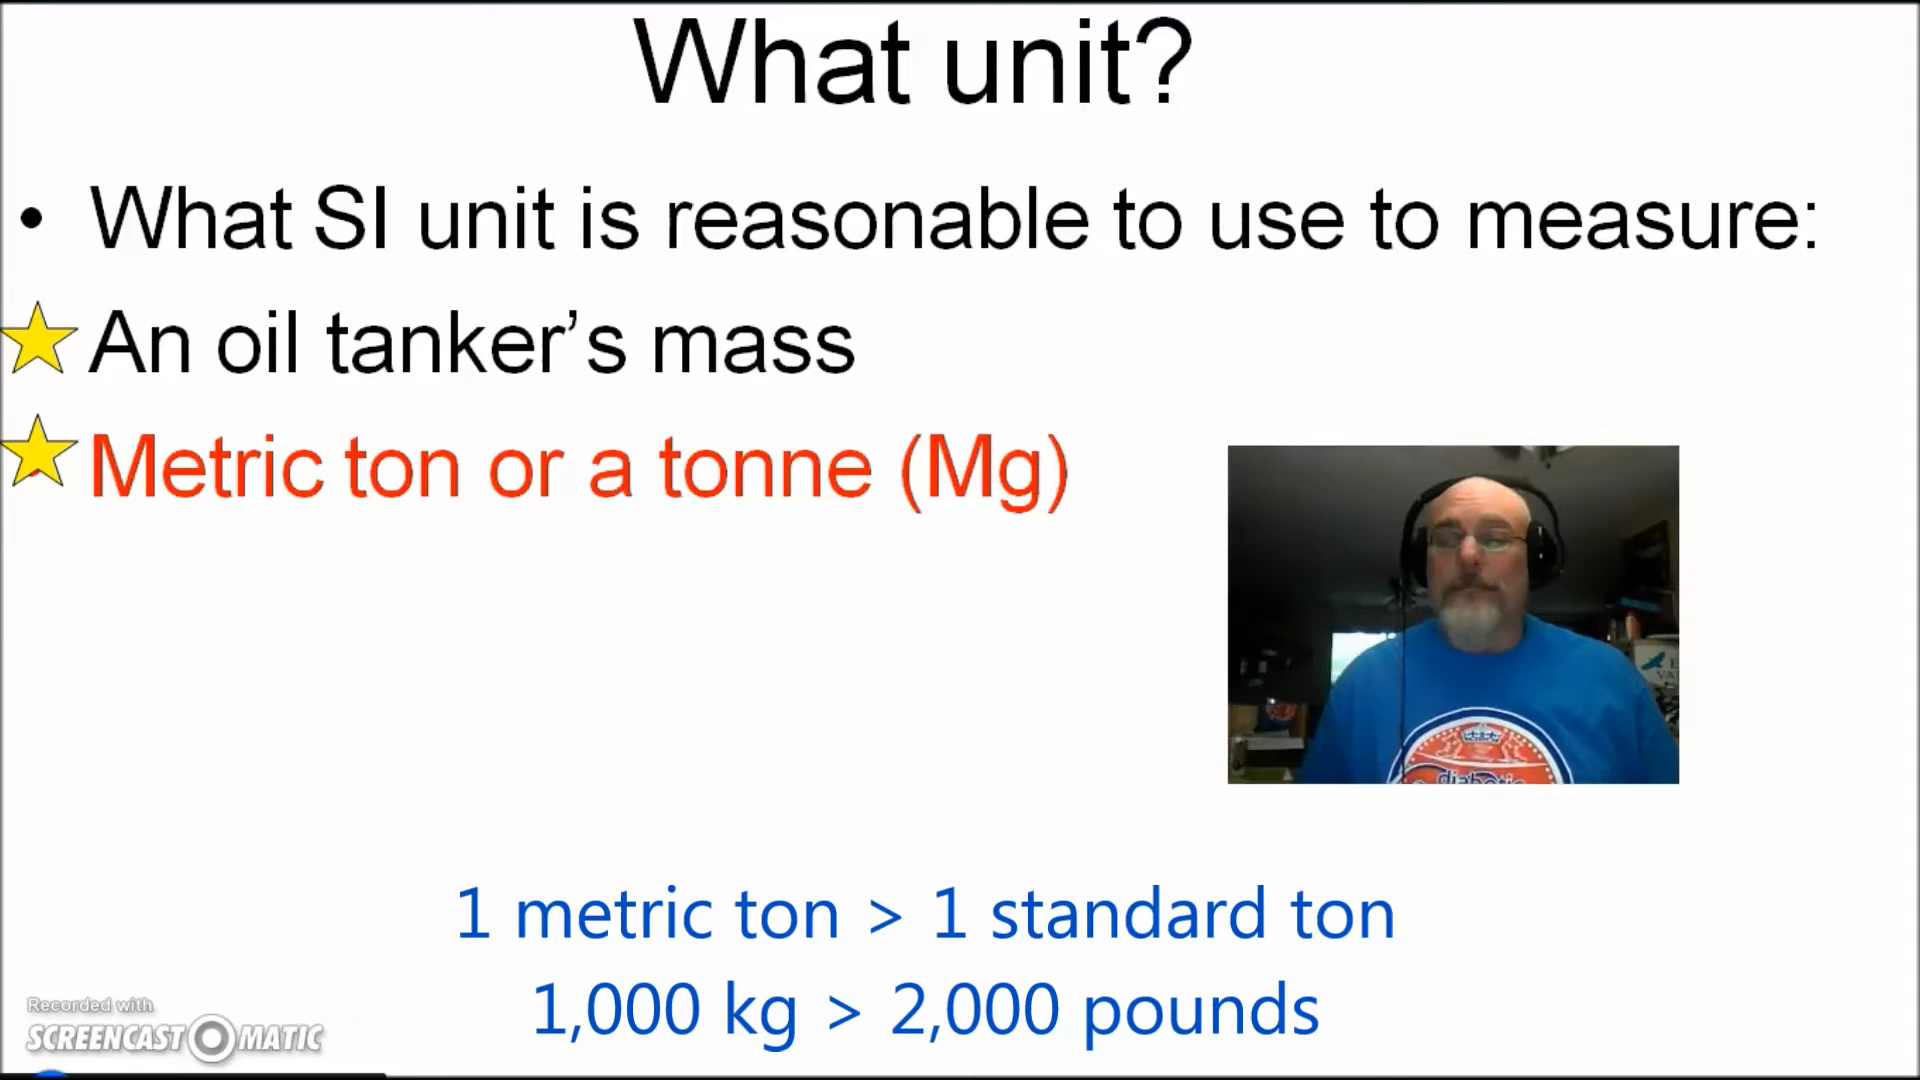 What unit?
• What SI unit is reasonable to use to measure:
An oil tanker’s mass
Metric ton or a tonne (Mg)
diabetic
1 metric ton > 1 standard ton
1,000 kg > 2,000 pounds
Recorded with
SCREENCAST MATIC